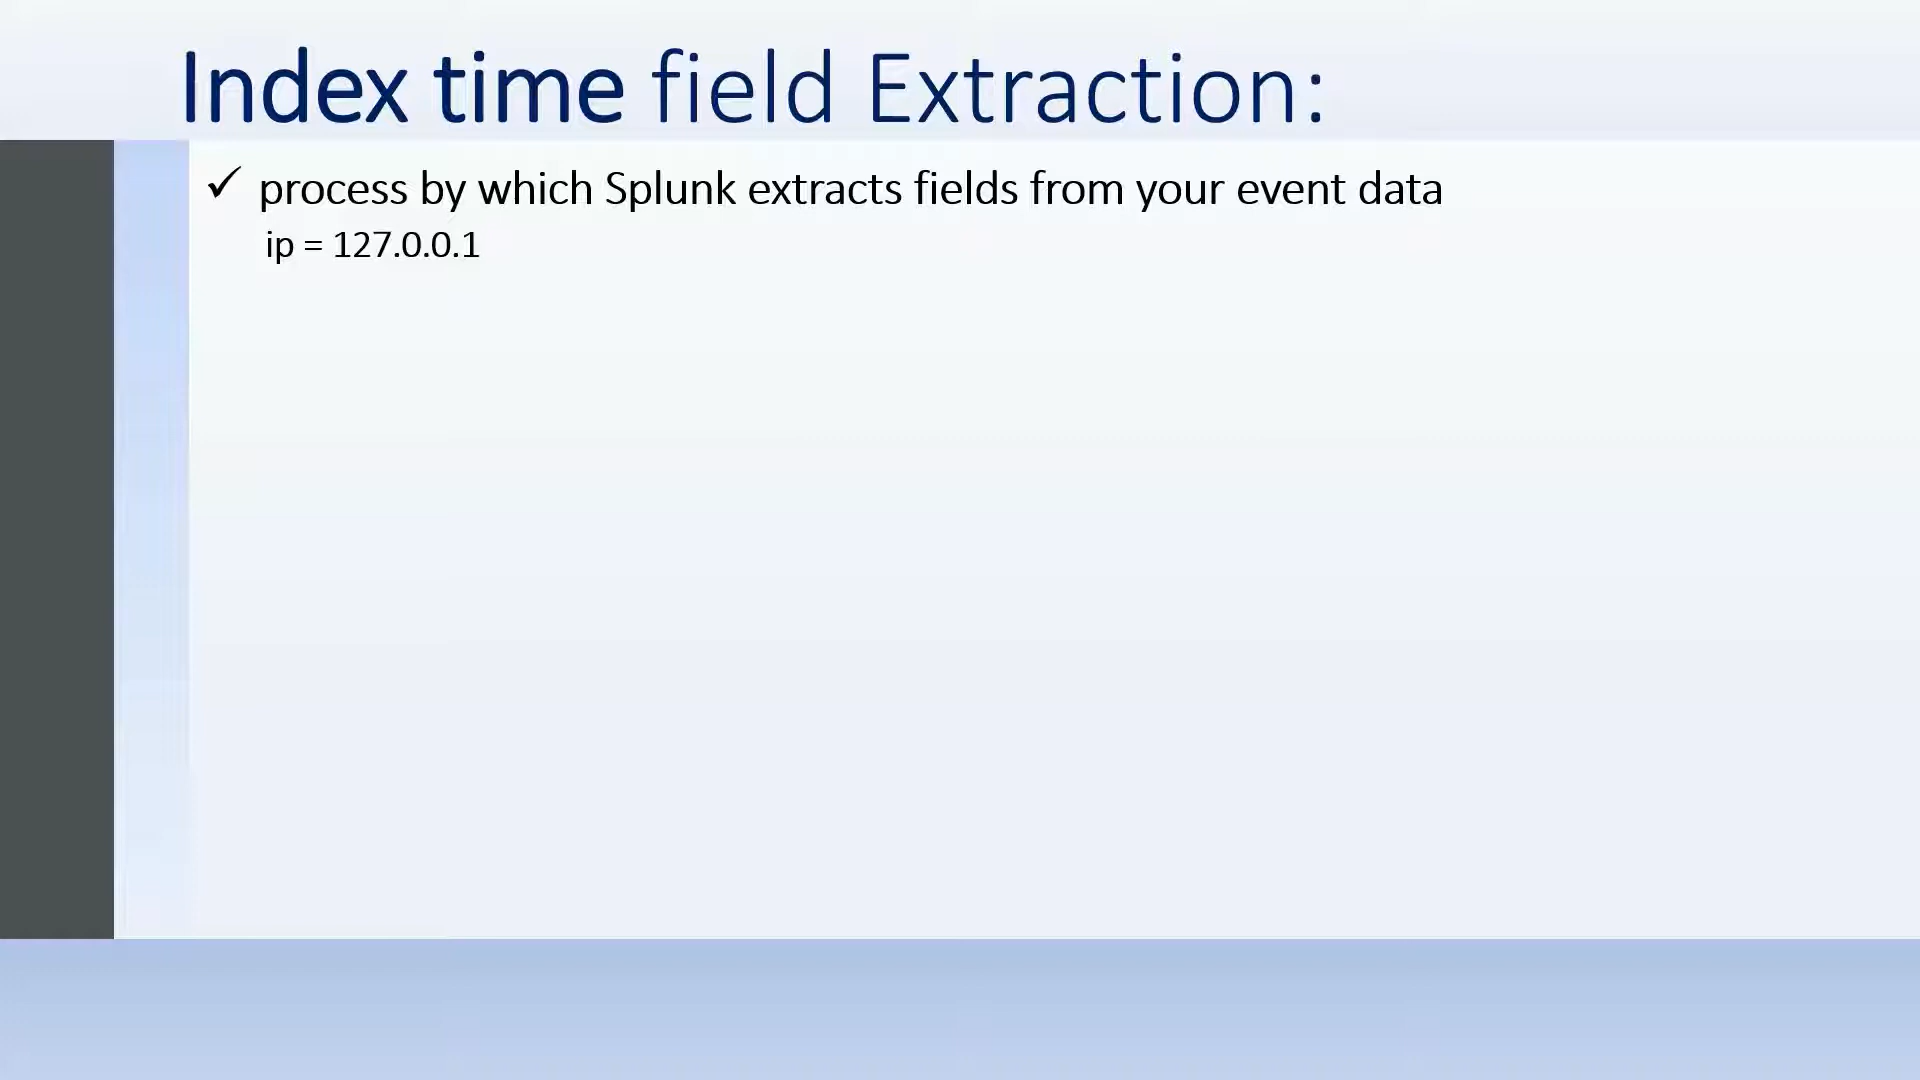 Index time field Extraction:
✓ process by which Splunk extracts fields from your event data
ip = 127.0.0.1